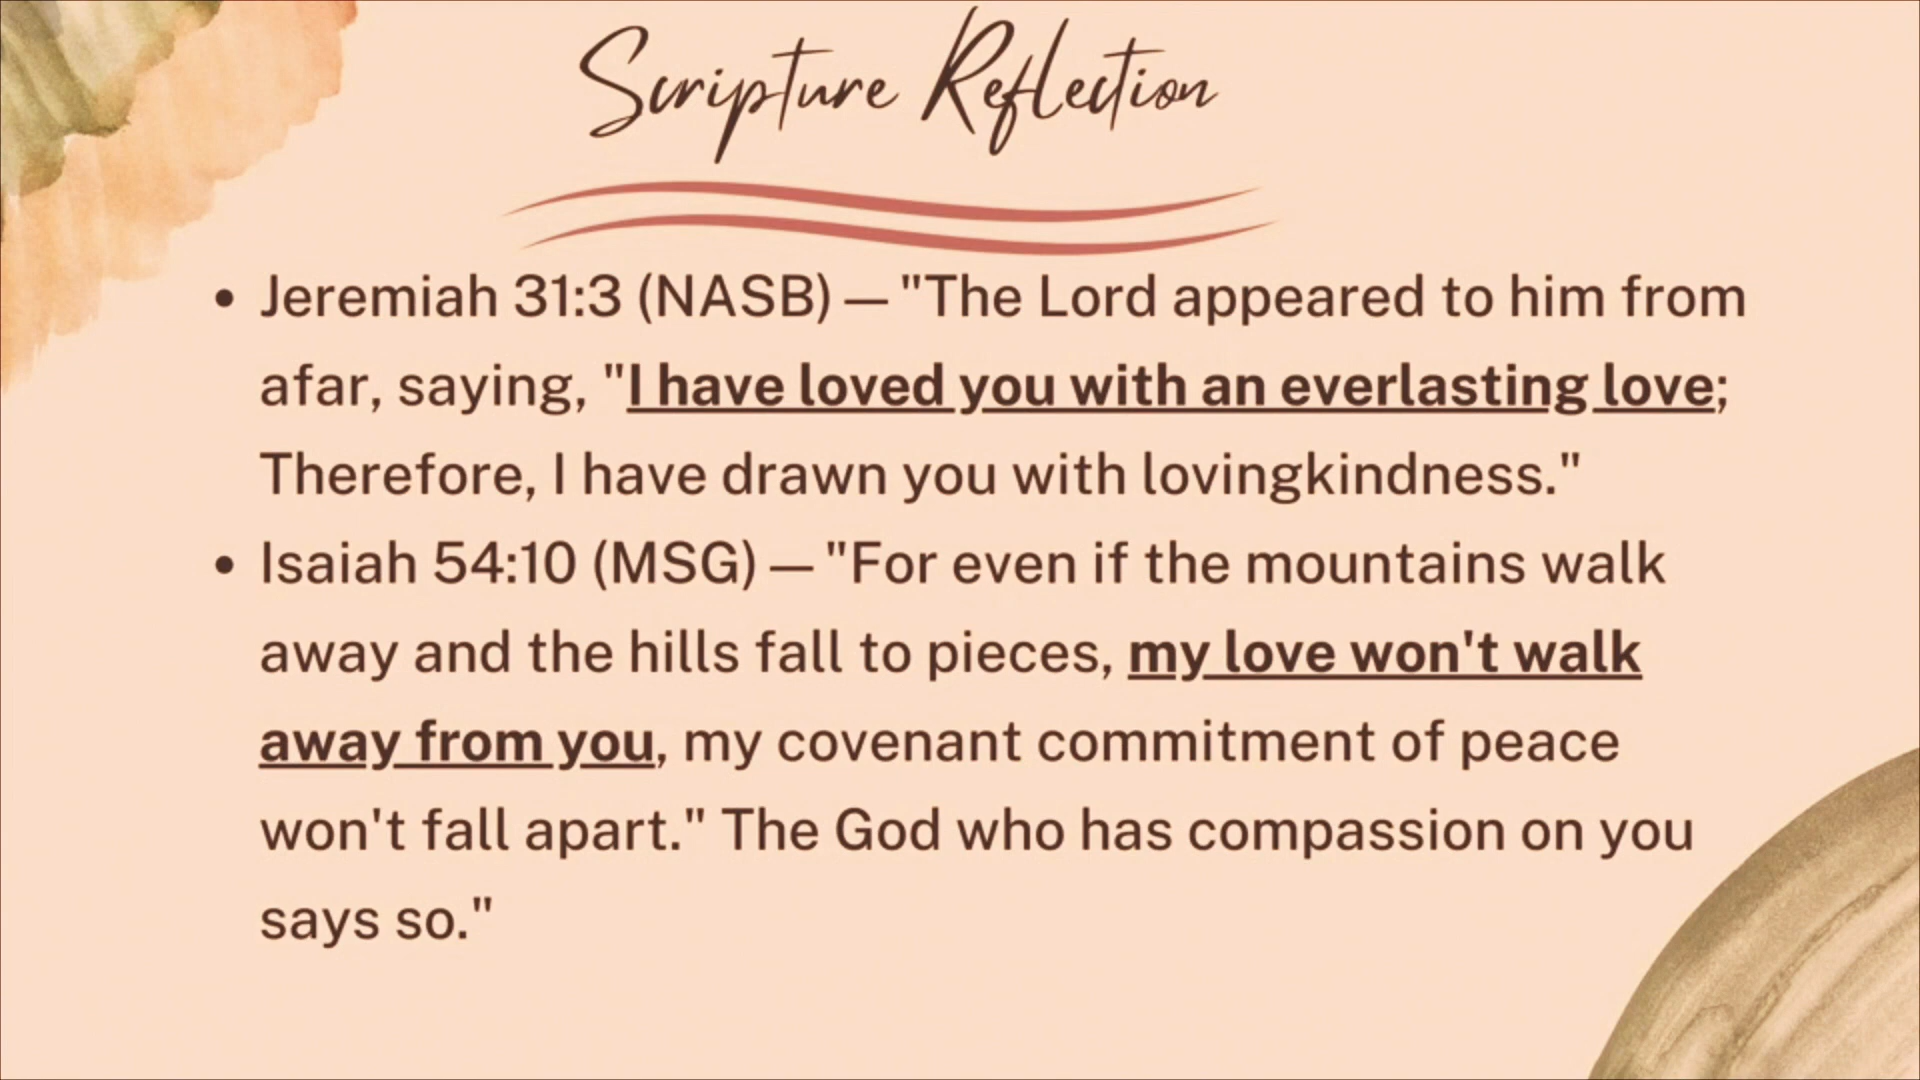 Scripture Reflection
• Jeremiah 31:3 (NASB) — "The Lord appeared to him from
afar, saying, "I have loved you with an everlasting love;
Therefore, I have drawn you with lovingkindness."
• Isaiah 54:10 (MSG) — "For even if the mountains walk
away and the hills fall to pieces, my love won't walk
away from you, my covenant commitment of peace
won't fall apart." The God who has compassion on you
says so."